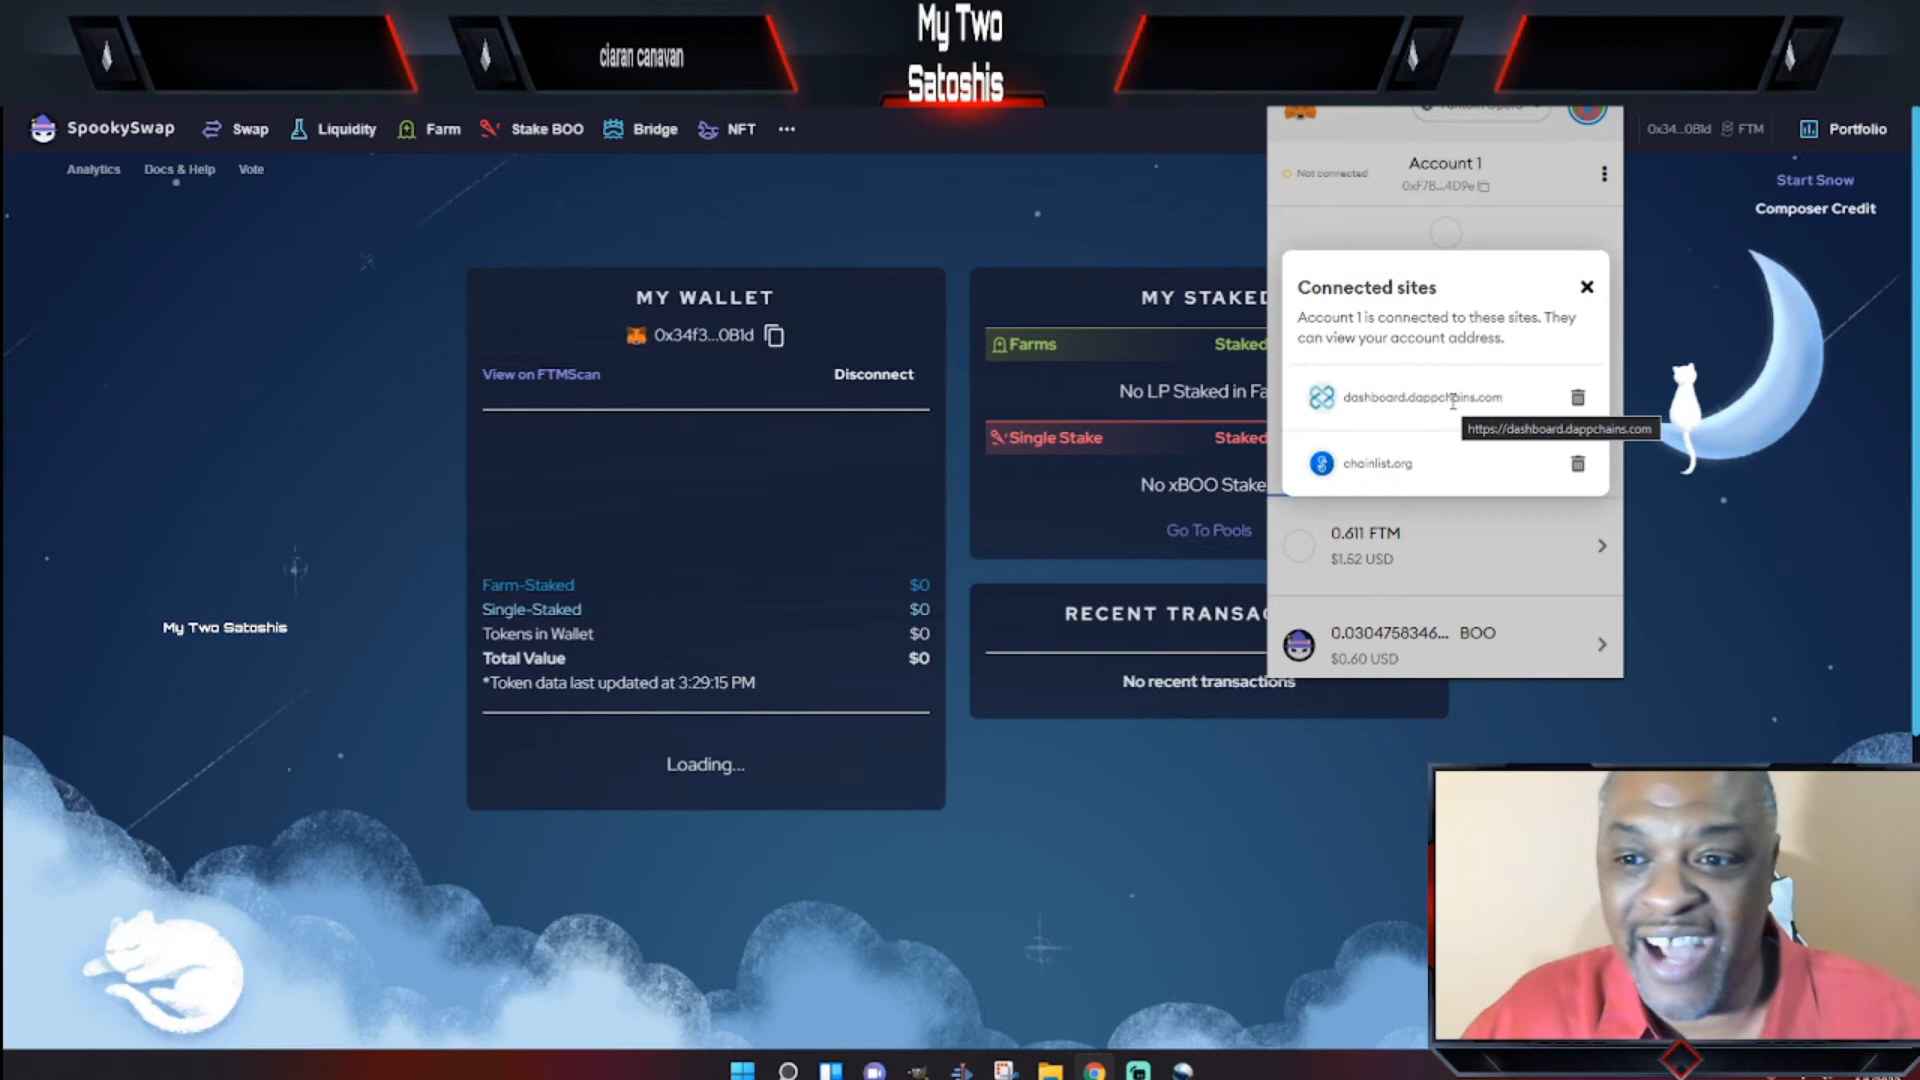 My Two
Satoshis
ciaran canavan
SpookySwap
Swap
Liquidity
Farm
Stake BOO
Bridge
NFT
0x34...0B1d
FTM
Portfolio
Analytics
Docs & Help
Vote
Start Snow
Composer Credit
MY WALLET
0x34f3...0B1d
View on FTMScan
Disconnect
Farm-Staked $0
Single-Staked $0
Tokens in Wallet $0
Total Value $0
*Token data last updated at 3:29:15 PM
Loading...
MY STAKED
Farms Staked
No LP Staked in Fa
Single Stake Staked
No xBOO Stake
Go To Pools
RECENT TRANSAC
No recent transactions
Not connected
Account 1
0xF7B...4D9e
Connected sites
Account 1 is connected to these sites. They
can view your account address.
dashboard.dappchains.com
https://dashboard.dappchains.com
chainlist.org
0.611 FTM
$1.52 USD
0.0304758346... BOO
$0.60 USD
My Two Satoshis